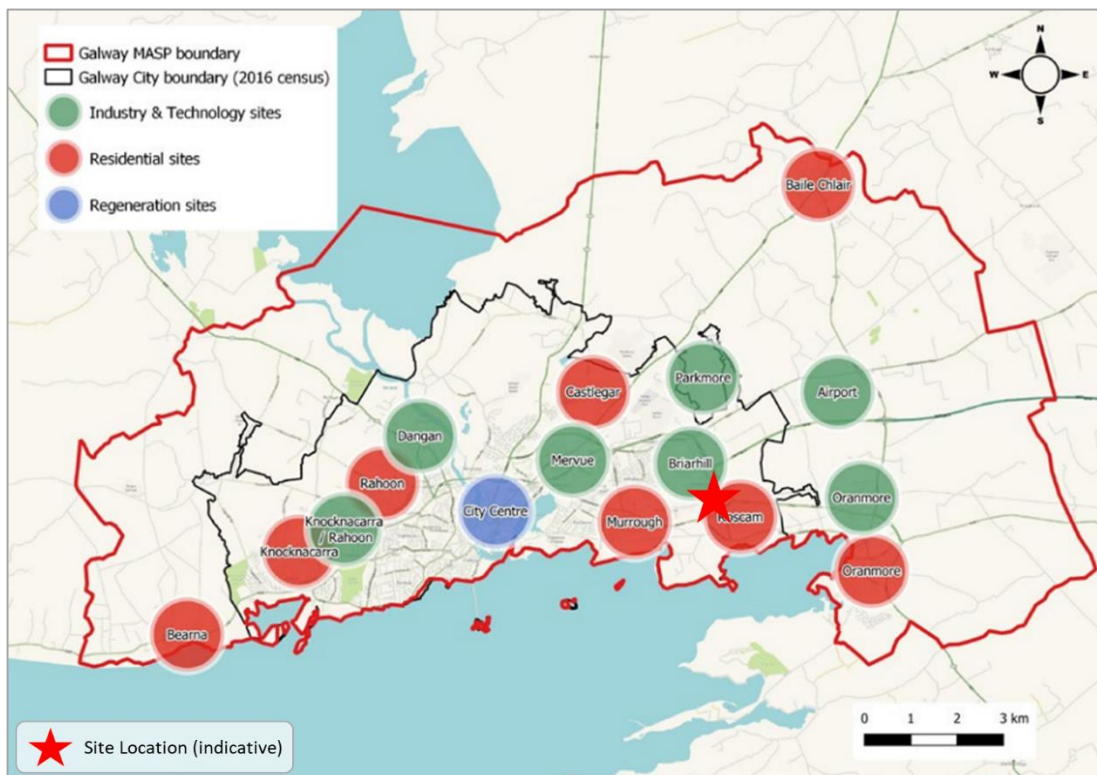 Galway MASP boundary
Galway City boundary (2016 census)
Industry & Technology sites
Residential sites
Regeneration sites
N
W
E
S
Baile Chlair
Castlegar
Parkmore
Airport
Dangan
Mervue
Briarhill
Rahoon
City Centre
Oranmore
Knocknacarra
/ Rahoon
Murrough
Roscam
Knocknacarra
Oranmore
Bearna
0 1 2 3 km
Site Location (indicative)